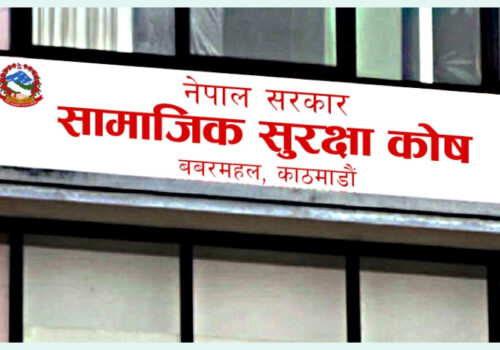 नेपाल सरकार
सामाजिक सुरक्षा कोष
बबरमहल, काठमाडौं